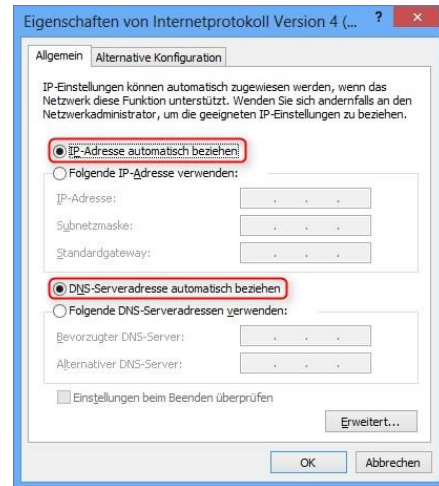 Eigenschaften von Internetprotokoll Version 4 (...
?
×
Allgemein
Alternative Konfiguration
IP-Einstellungen können automatisch zugewiesen werden, wenn das
Netzwerk diese Funktion unterstützt. Wenden Sie sich andernfalls an den
Netzwerkadministrator, um die geeigneten IP-Einstellungen zu beziehen.
IP-Adresse automatisch beziehen
Folgende IP-Adresse verwenden:
IP-Adresse:
Subnetzmaske:
Standardgateway:
DNS-Serveradresse automatisch beziehen
Folgende DNS-Serveradressen verwenden:
Bevorzugter DNS-Server:
Alternativer DNS-Server:
Einstellungen beim Beenden überprüfen
Erweitert...
OK
Abbrechen